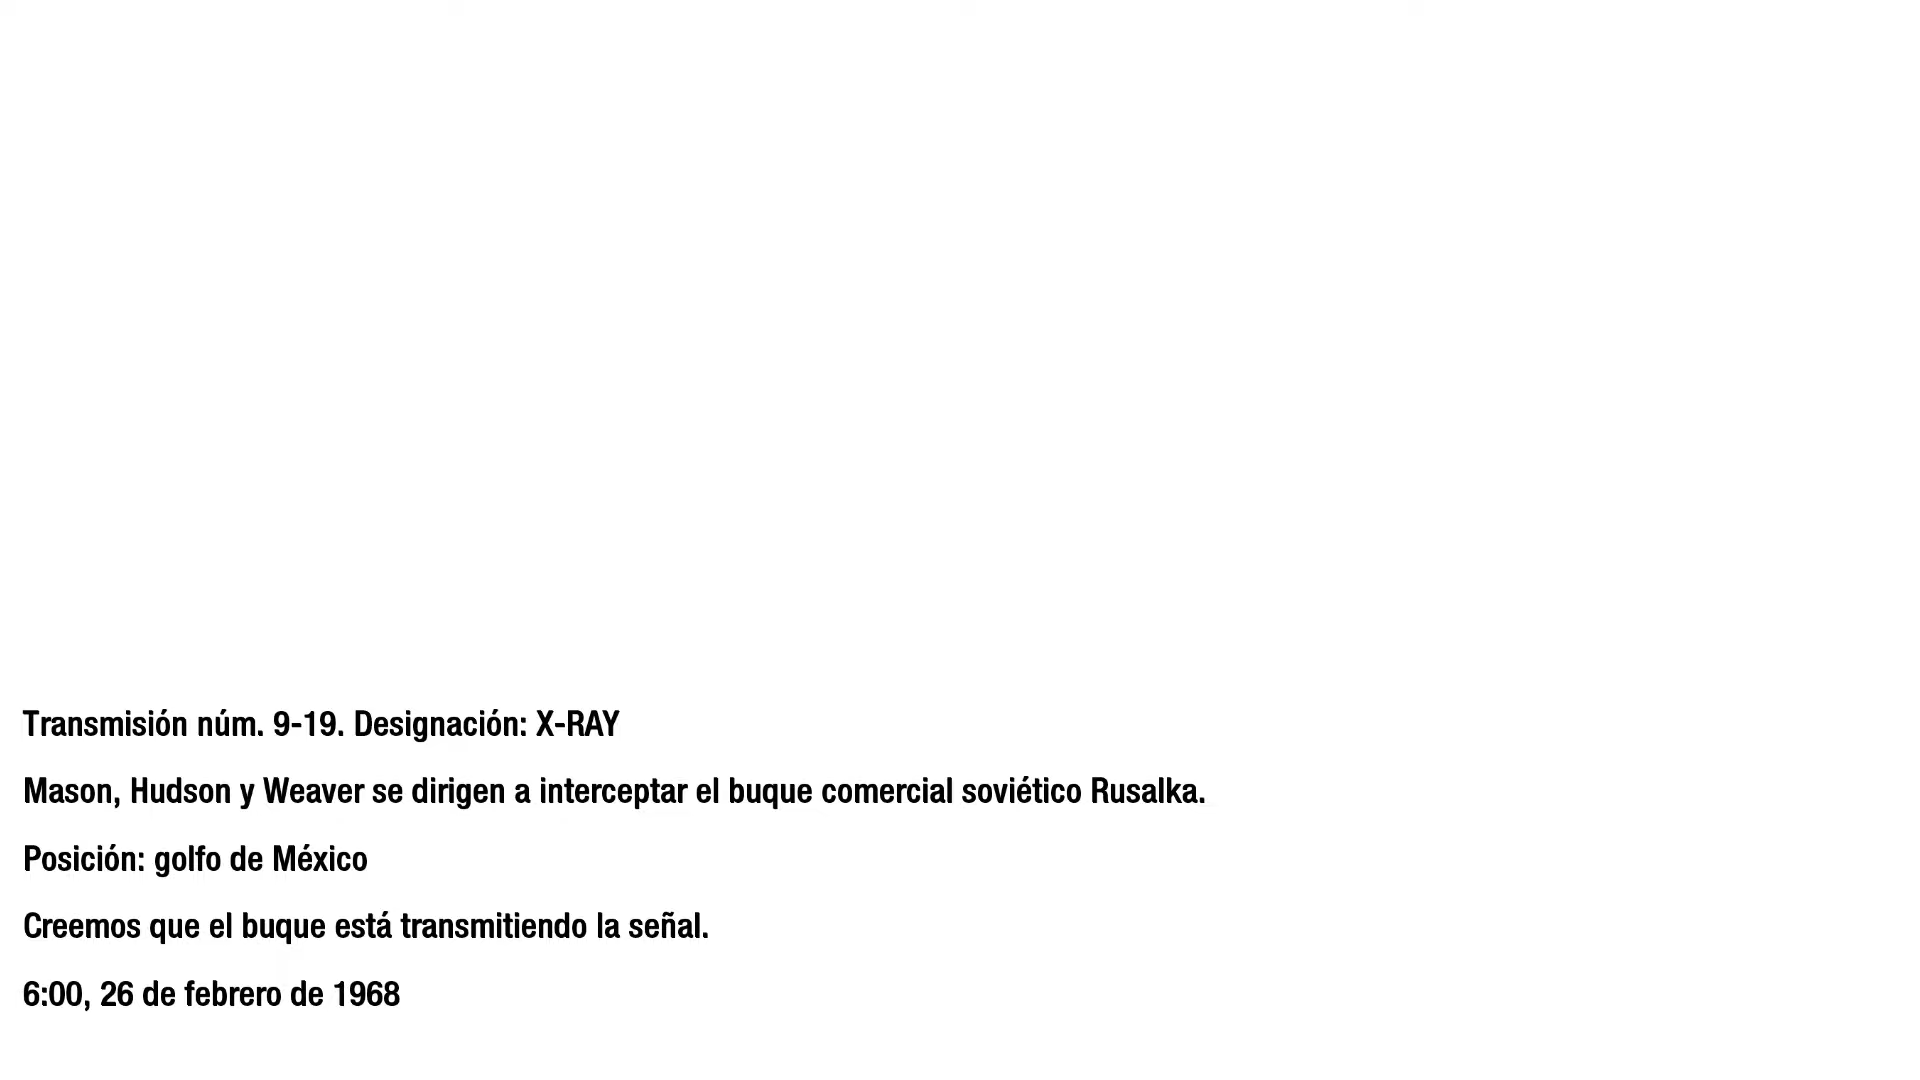 Transmisión núm. 9-19. Designación: X-RAY
Mason, Hudson y Weaver se dirigen a interceptar el buque comercial soviético Rusalka.
Posición: golfo de México
Creemos que el buque está transmitiendo la señal.
6:00, 26 de febrero de 1968